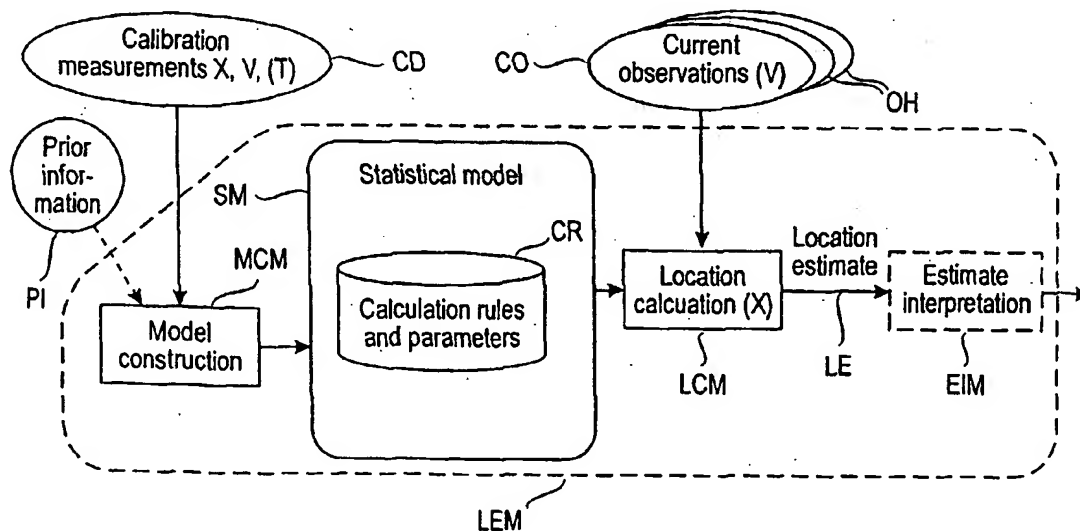 Calibration
measurements X, V, (T)
CD
CO
Current
observations (V)
OH
Prior
infor-
mation
PI
SM
Statistical model
CR
Calculation rules
and parameters
MCM
Model
construction
Location
calcuation (X)
LCM
Location
estimate
LE
Estimate
interpretation
EIM
LEM